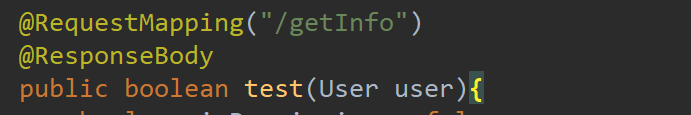 @RequestMapping("/getInfo")
@ResponseBody
public boolean test(User user){